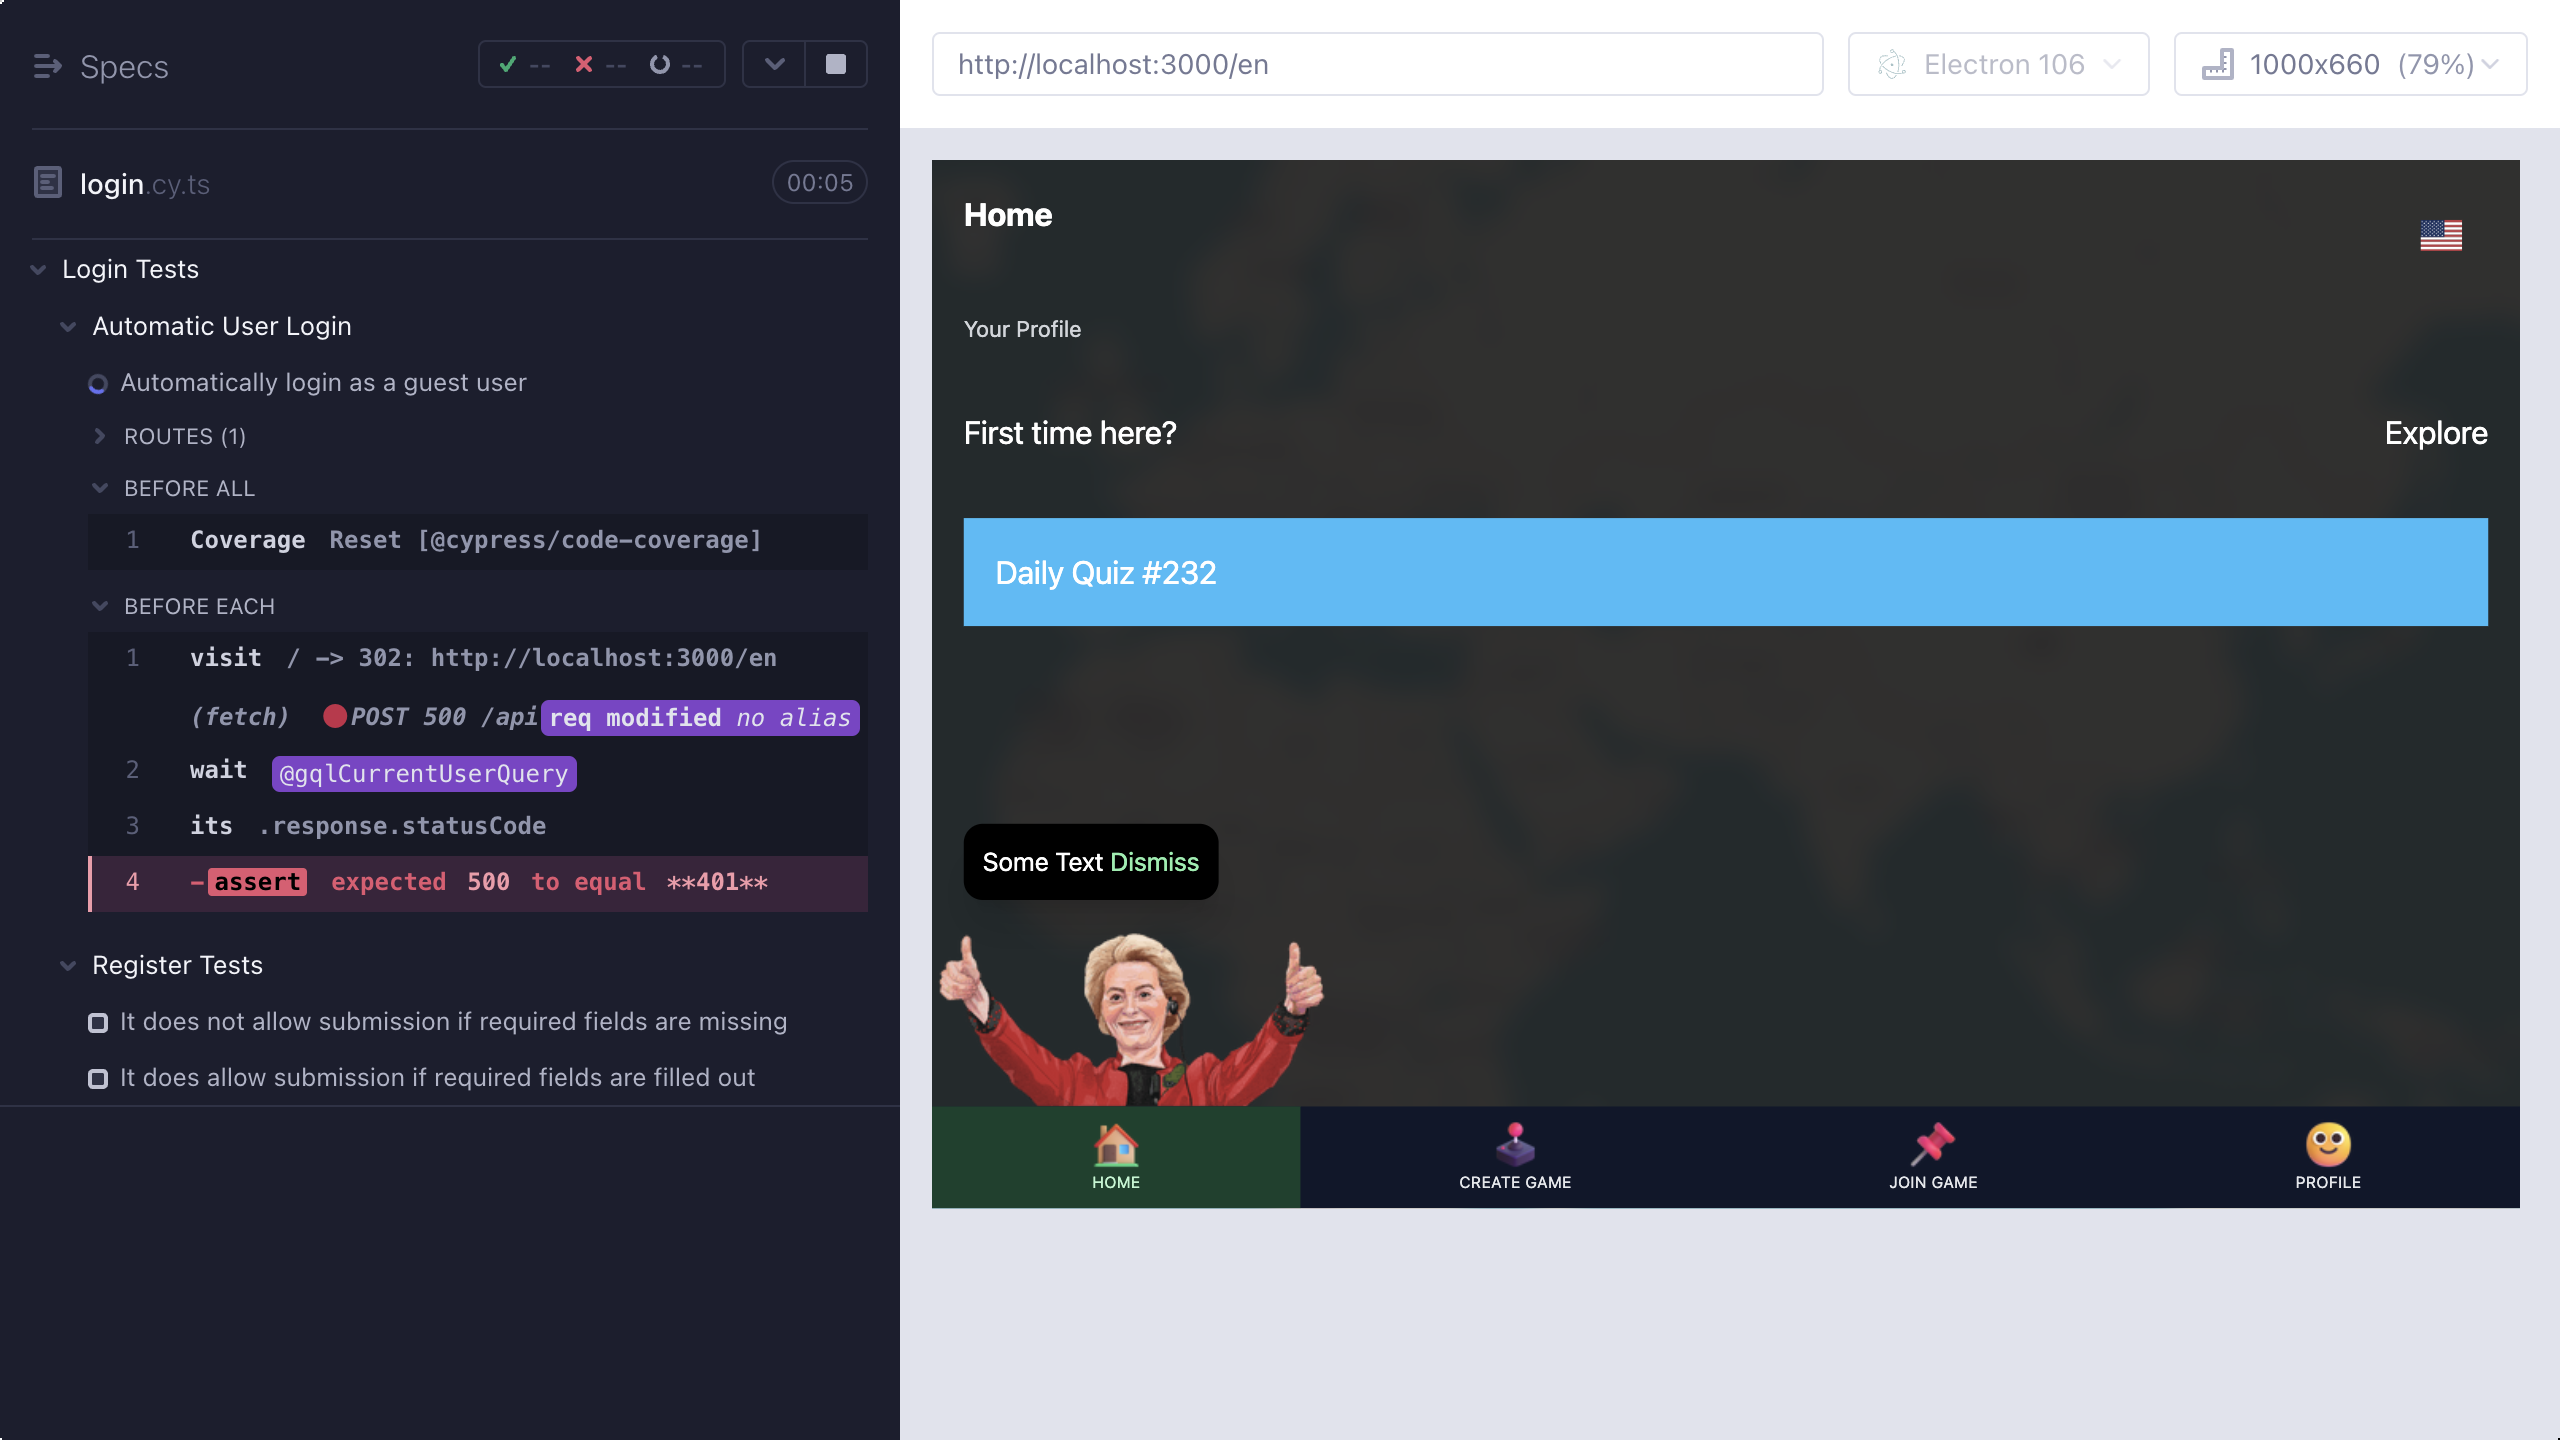 Specs
-- -- --
login.cy.ts
00:05
Login Tests
Automatic User Login
Automatically login as a guest user
ROUTES (1)
BEFORE ALL
1 Coverage Reset [@cypress/code-coverage]
BEFORE EACH
1 visit / -> 302: http://localhost:3000/en
(fetch) POST 500 /api req modified no alias
2 wait @gqlCurrentUserQuery
3 its .response.statusCode
4 -assert expected 500 to equal **401**
Register Tests
It does not allow submission if required fields are missing
It does allow submission if required fields are filled out
http://localhost:3000/en
Electron 106
1000x660 (79%)
Home
Your Profile
First time here?
Explore
Daily Quiz #232
Some Text Dismiss
HOME
CREATE GAME
JOIN GAME
PROFILE